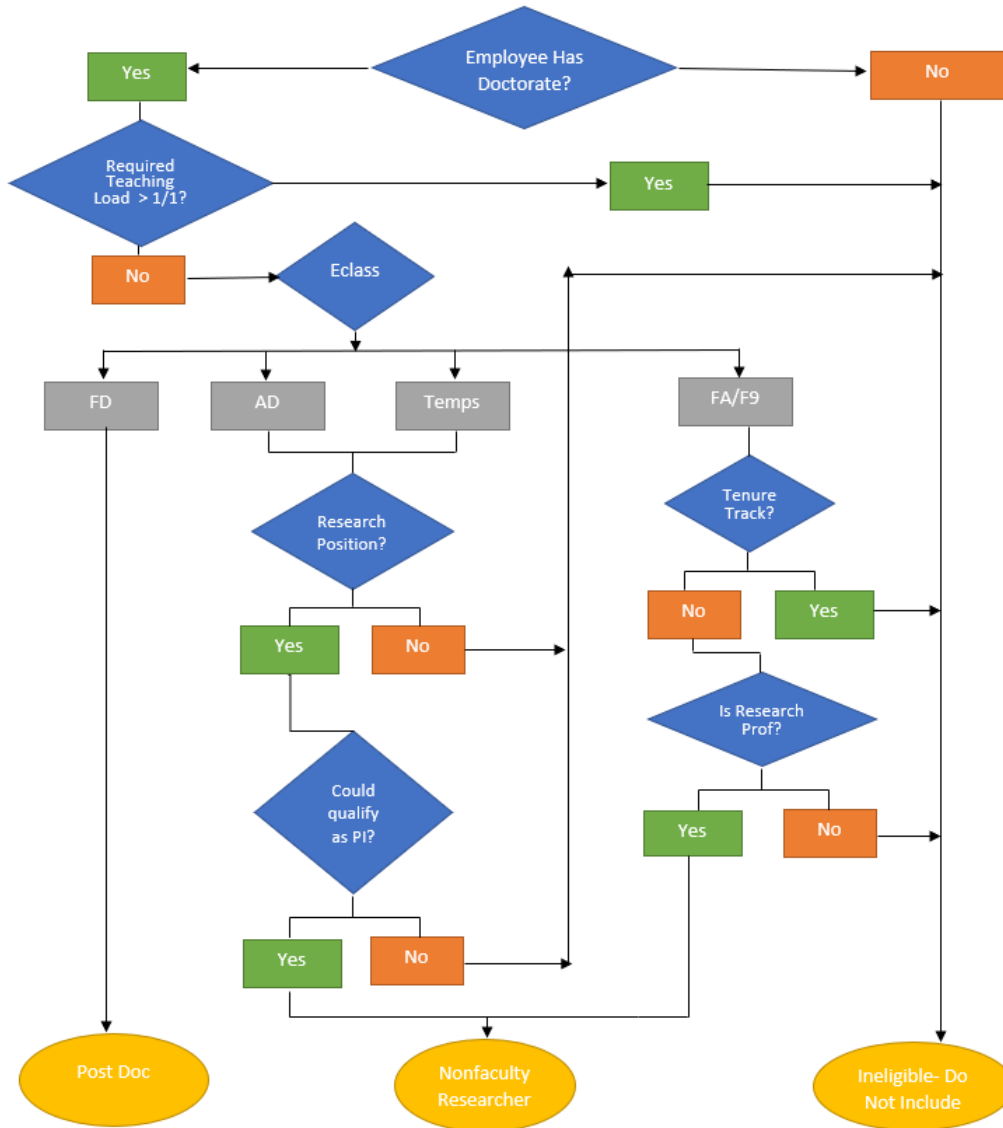 Employee Has
Doctorate?
Yes
No
Required
Teaching
Load > 1/1?
Yes
No
Eclass
FD
AD
Temps
FA/F9
Tenure
Track?
Research
Position?
No
Yes
Yes
No
Is Research
Prof?
Could
qualify
as PI?
Yes
No
Yes
No
Post Doc
Nonfaculty
Researcher
Ineligible- Do
Not Include